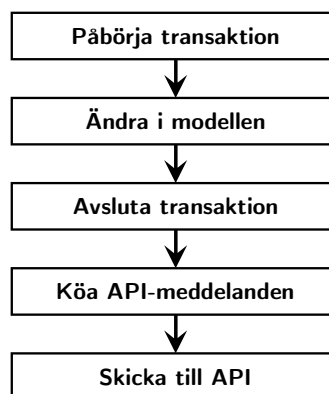 Påbörja transaktion
Ändra i modellen
Avsluta transaktion
Köa API-meddelanden
Skicka till API